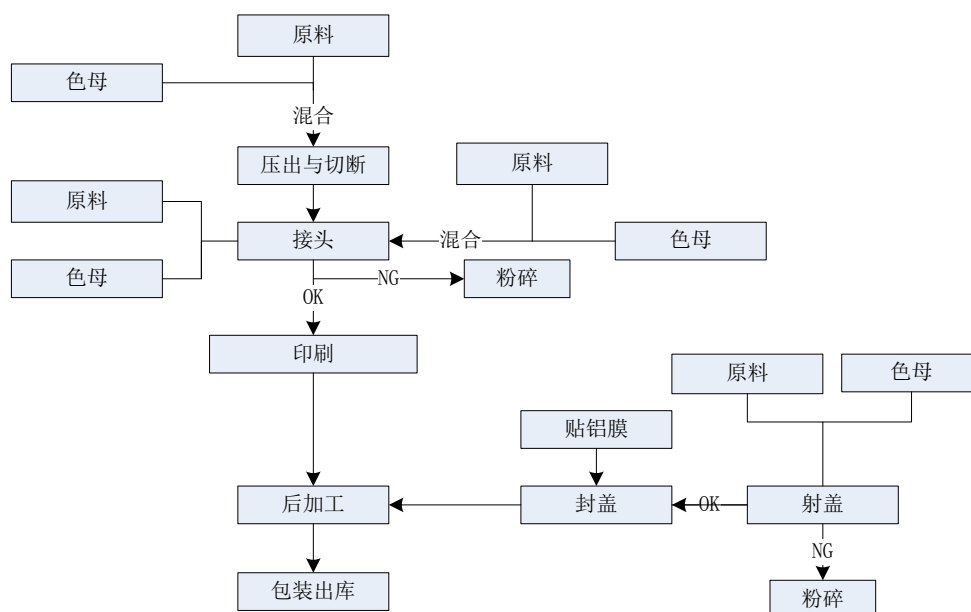 原料
色母
混合
压出与切断
原料
原料
接头
混合
色母
色母
NG
粉碎
OK
印刷
原料
色母
贴铝膜
后加工
封盖
OK
射盖
NG
包装出库
粉碎